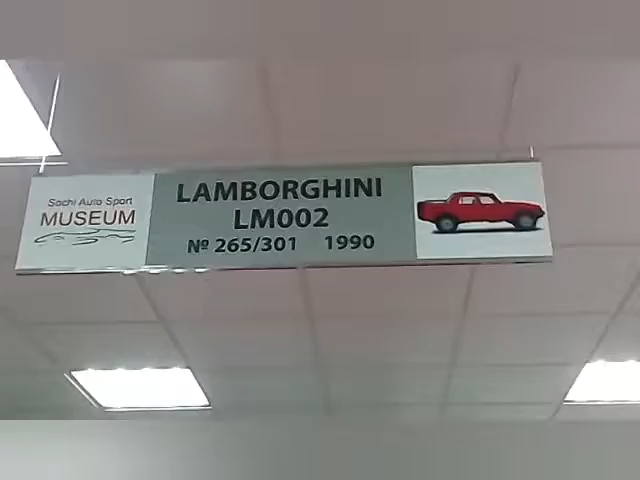 Sochi Auto Sport
MUSEUM
LAMBORGHINI
LM002
№ 265/301 1990